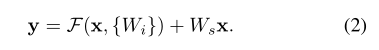 y = F(x, {W_i}) + W_s x. (2)